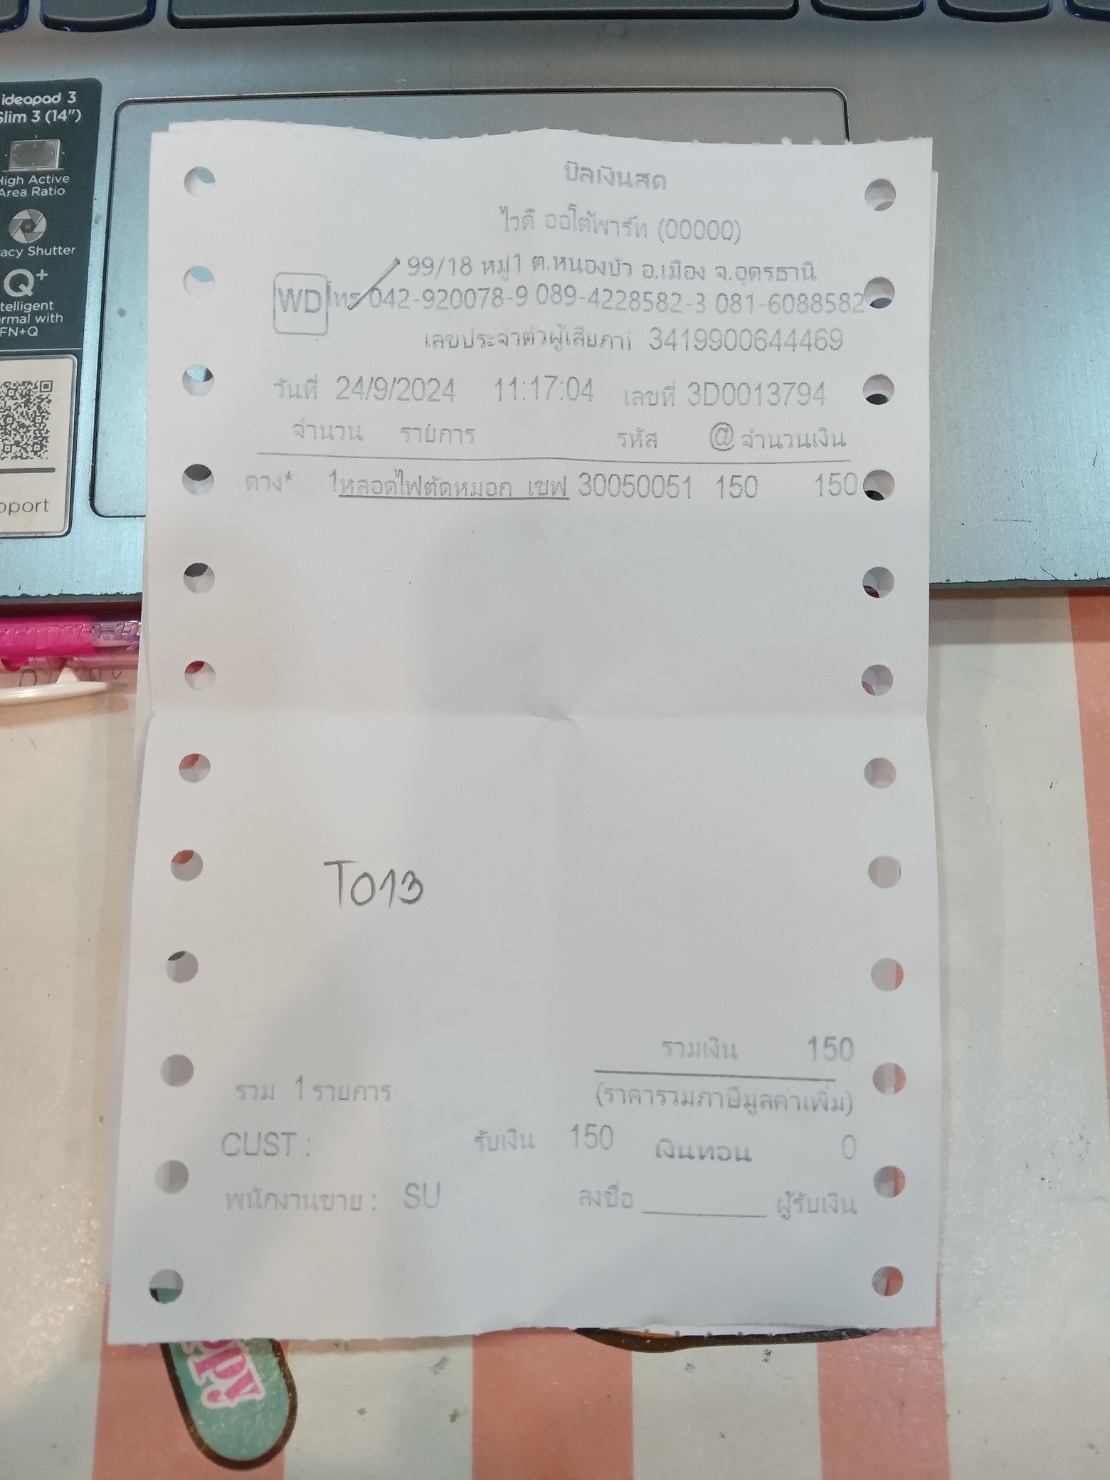 ideapad 3
Slim 3 (14")
High Active
Area Ratio
acy Shutter
Q+
telligent
rmal with
FN+Q
pport
บิลเงินสด
ไวดี ออโต้พาร์ท (00000)
99/18 หมู่1 ต.หนองบัว อ.เมือง จ.อุดรธานี
WD โทร 042-920078-9 089-4228582-3 081-6088582
เลขประจำตัวผู้เสียภาษี 3419900644469
วันที่ 24/9/2024 11:17:04 เลขที่ 3D0013794
จำนวน รายการ รหัส @ จำนวนเงิน
ดวง* 1 หลอดไฟตัดหมอก เชฟ 30050051 150 150
T013
รวมเงิน 150
รวม 1 รายการ (ราคารวมภาษีมูลค่าเพิ่ม)
CUST : รับเงิน 150 เงินทอน 0
พนักงานขาย : SU ลงชื่อ ________ ผู้รับเงิน